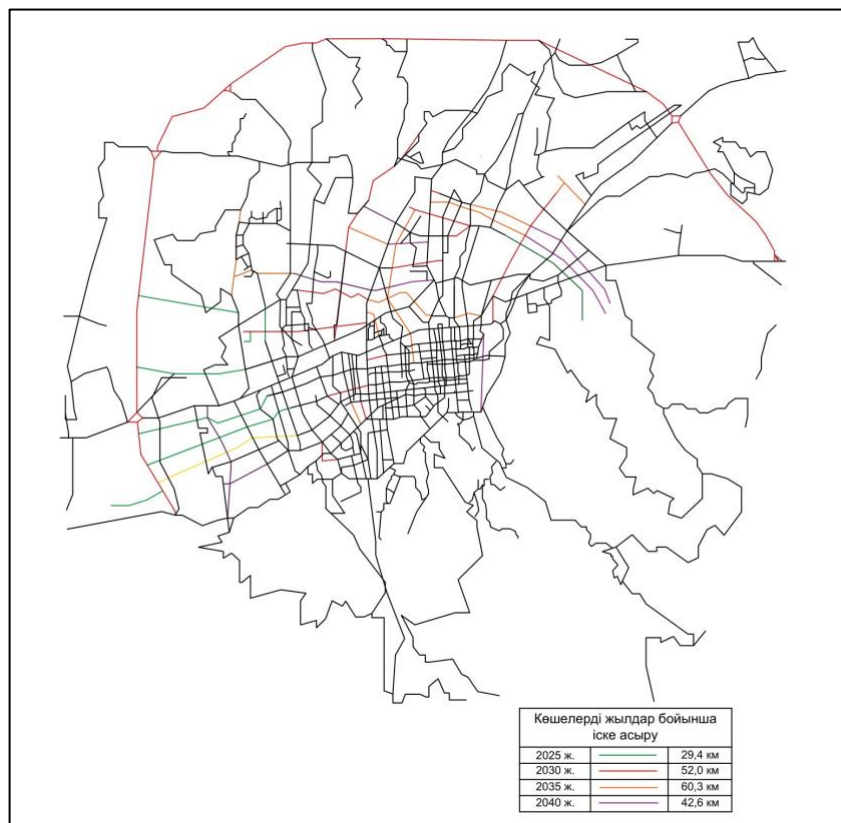 Көшелерді жылдар бойынша
іске асыру
2025 ж. 29,4 км
2030 ж. 52,0 км
2035 ж. 60,3 км
2040 ж. 42,6 км